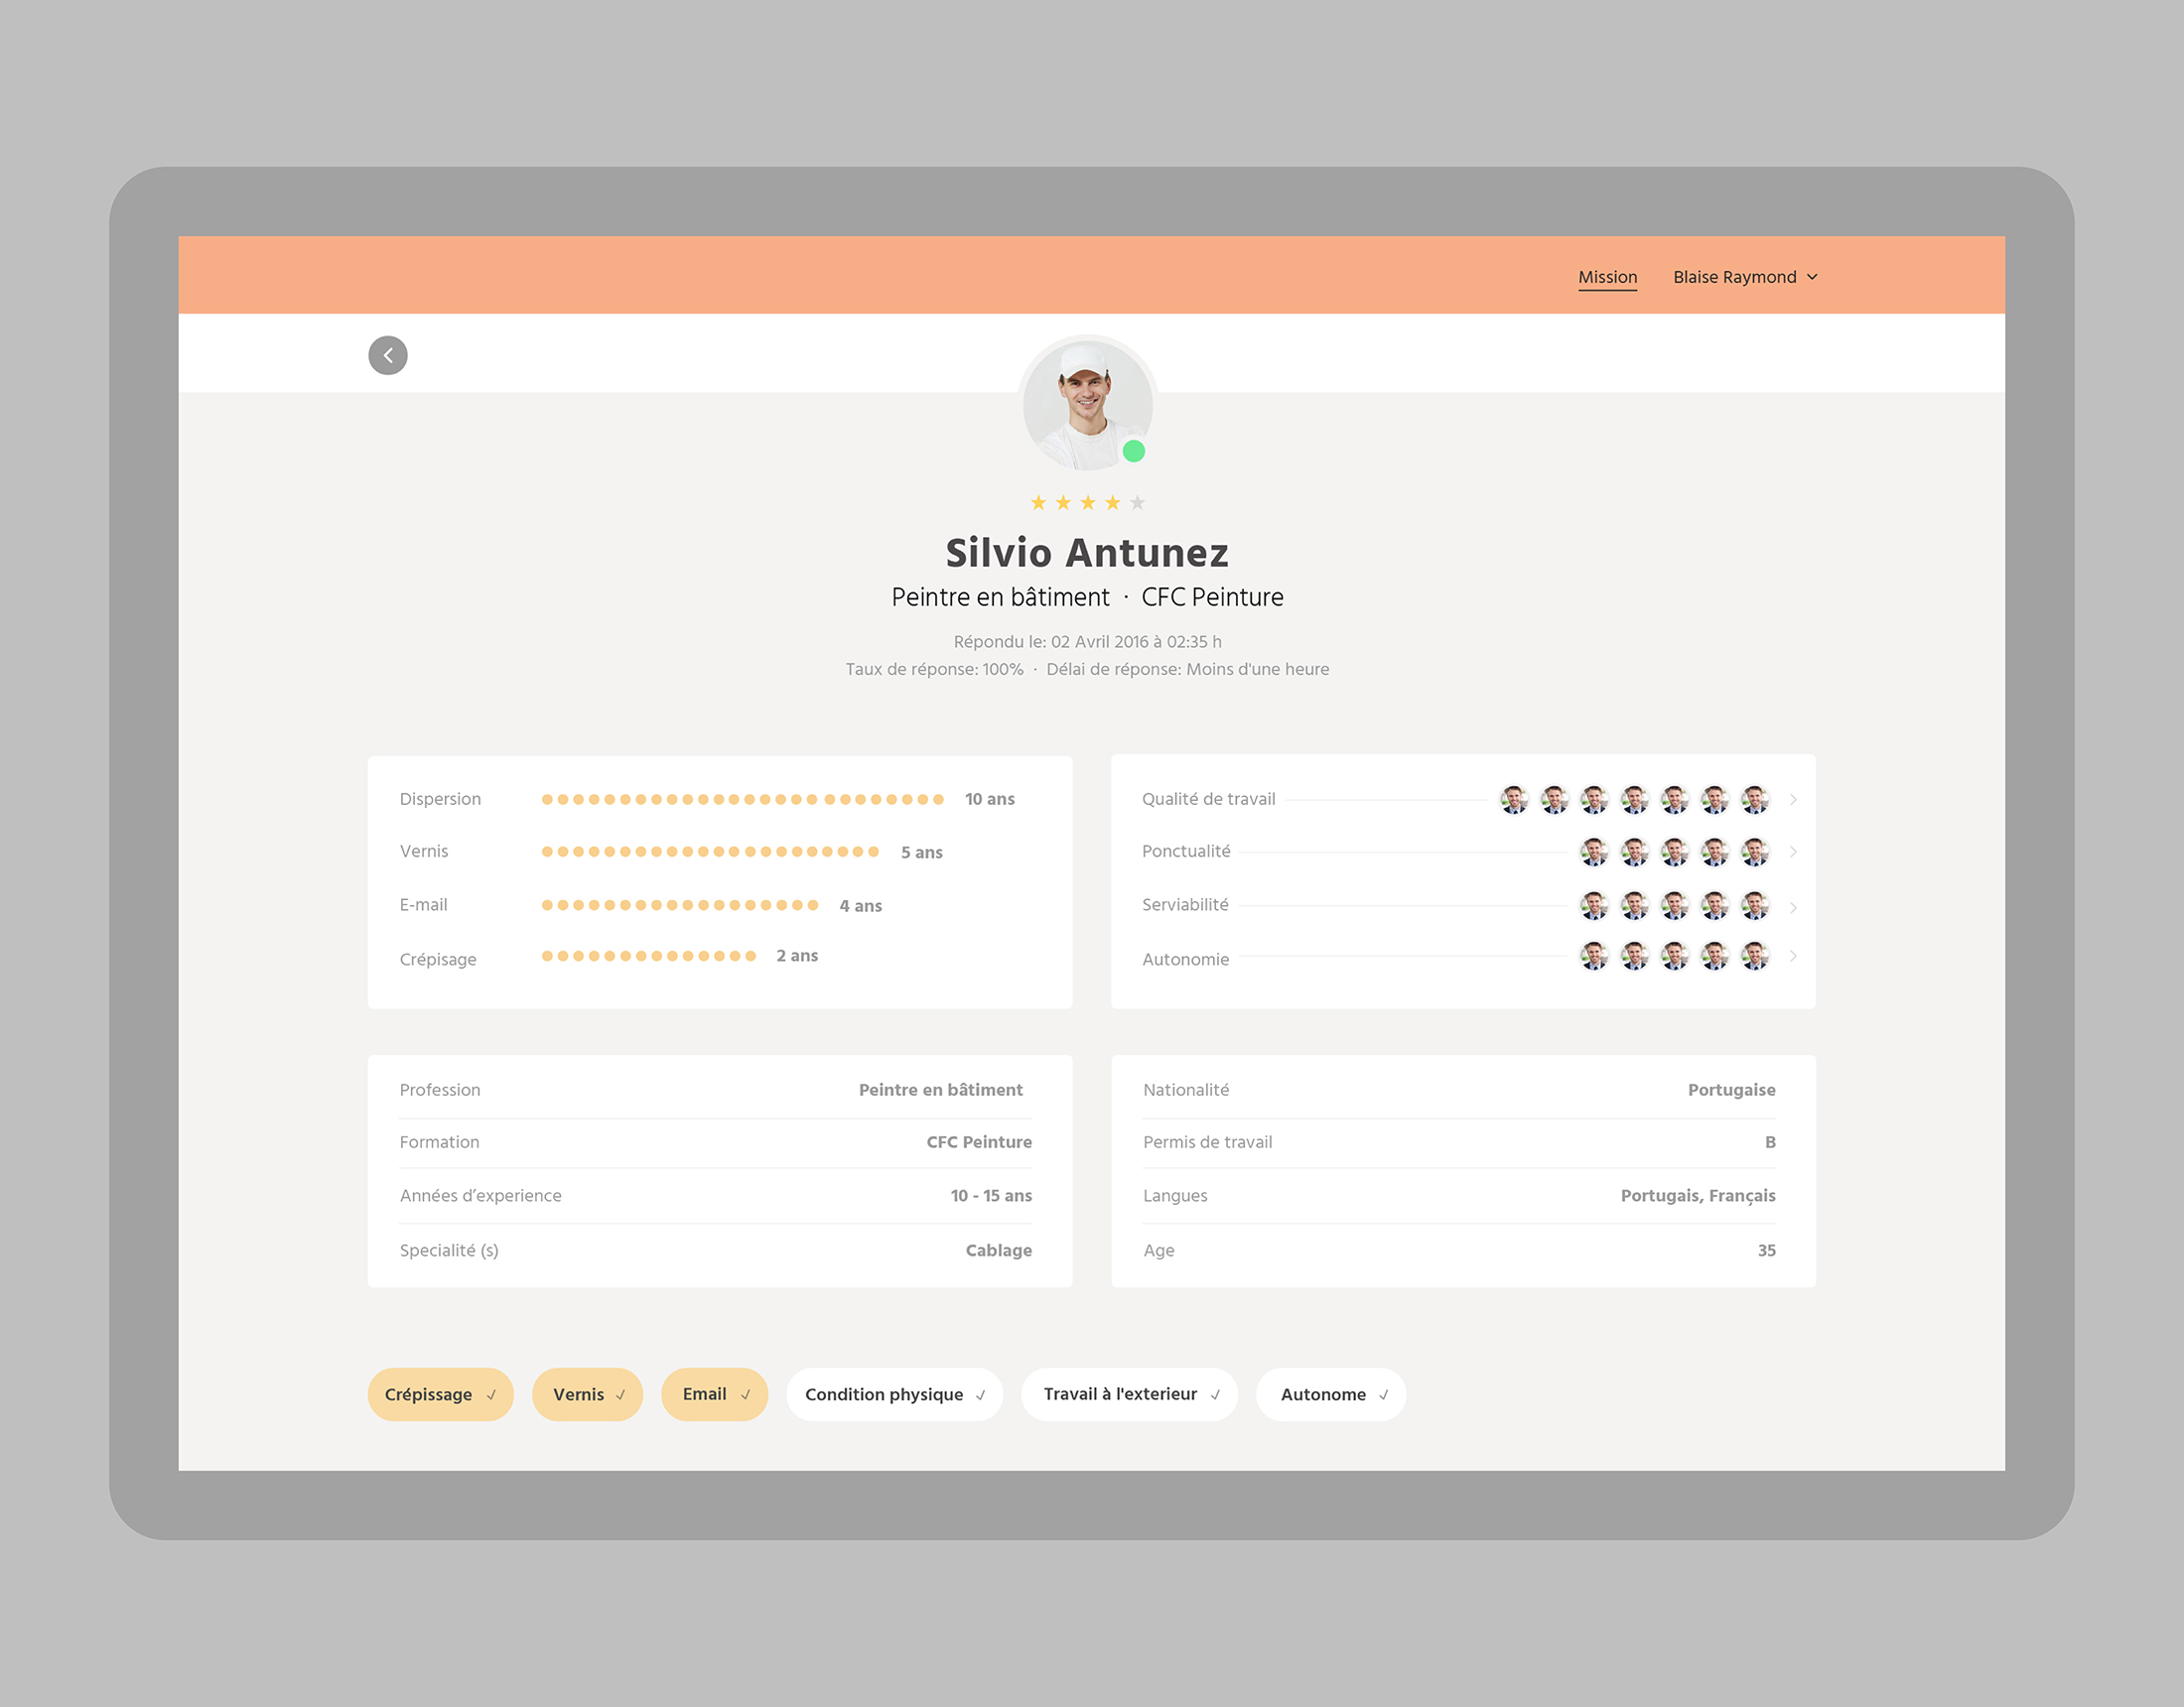 Mission Blaise Raymond
Silvio Antunez
Peintre en bâtiment · CFC Peinture
Répondu le: 02 Avril 2016 à 02:35 h
Taux de réponse: 100% · Délai de réponse: Moins d'une heure
Dispersion 10 ans
Vernis 5 ans
E-mail 4 ans
Crépisage 2 ans
Qualité de travail
Ponctualité
Serviabilité
Autonomie
Profession Peintre en bâtiment
Formation CFC Peinture
Années d’experience 10 - 15 ans
Specialité (s) Cablage
Nationalité Portugaise
Permis de travail B
Langues Portugais, Français
Age 35
Crépissage Vernis Email Condition physique Travail à l'exterieur Autonome